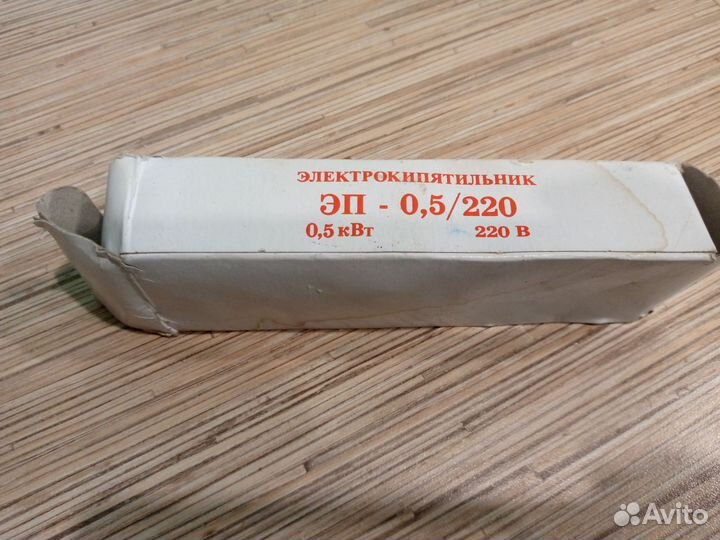 ЭЛЕКТРОКИПЯТИЛЬНИК
ЭП - 0,5/220
0,5 кВт 220 В
Avito